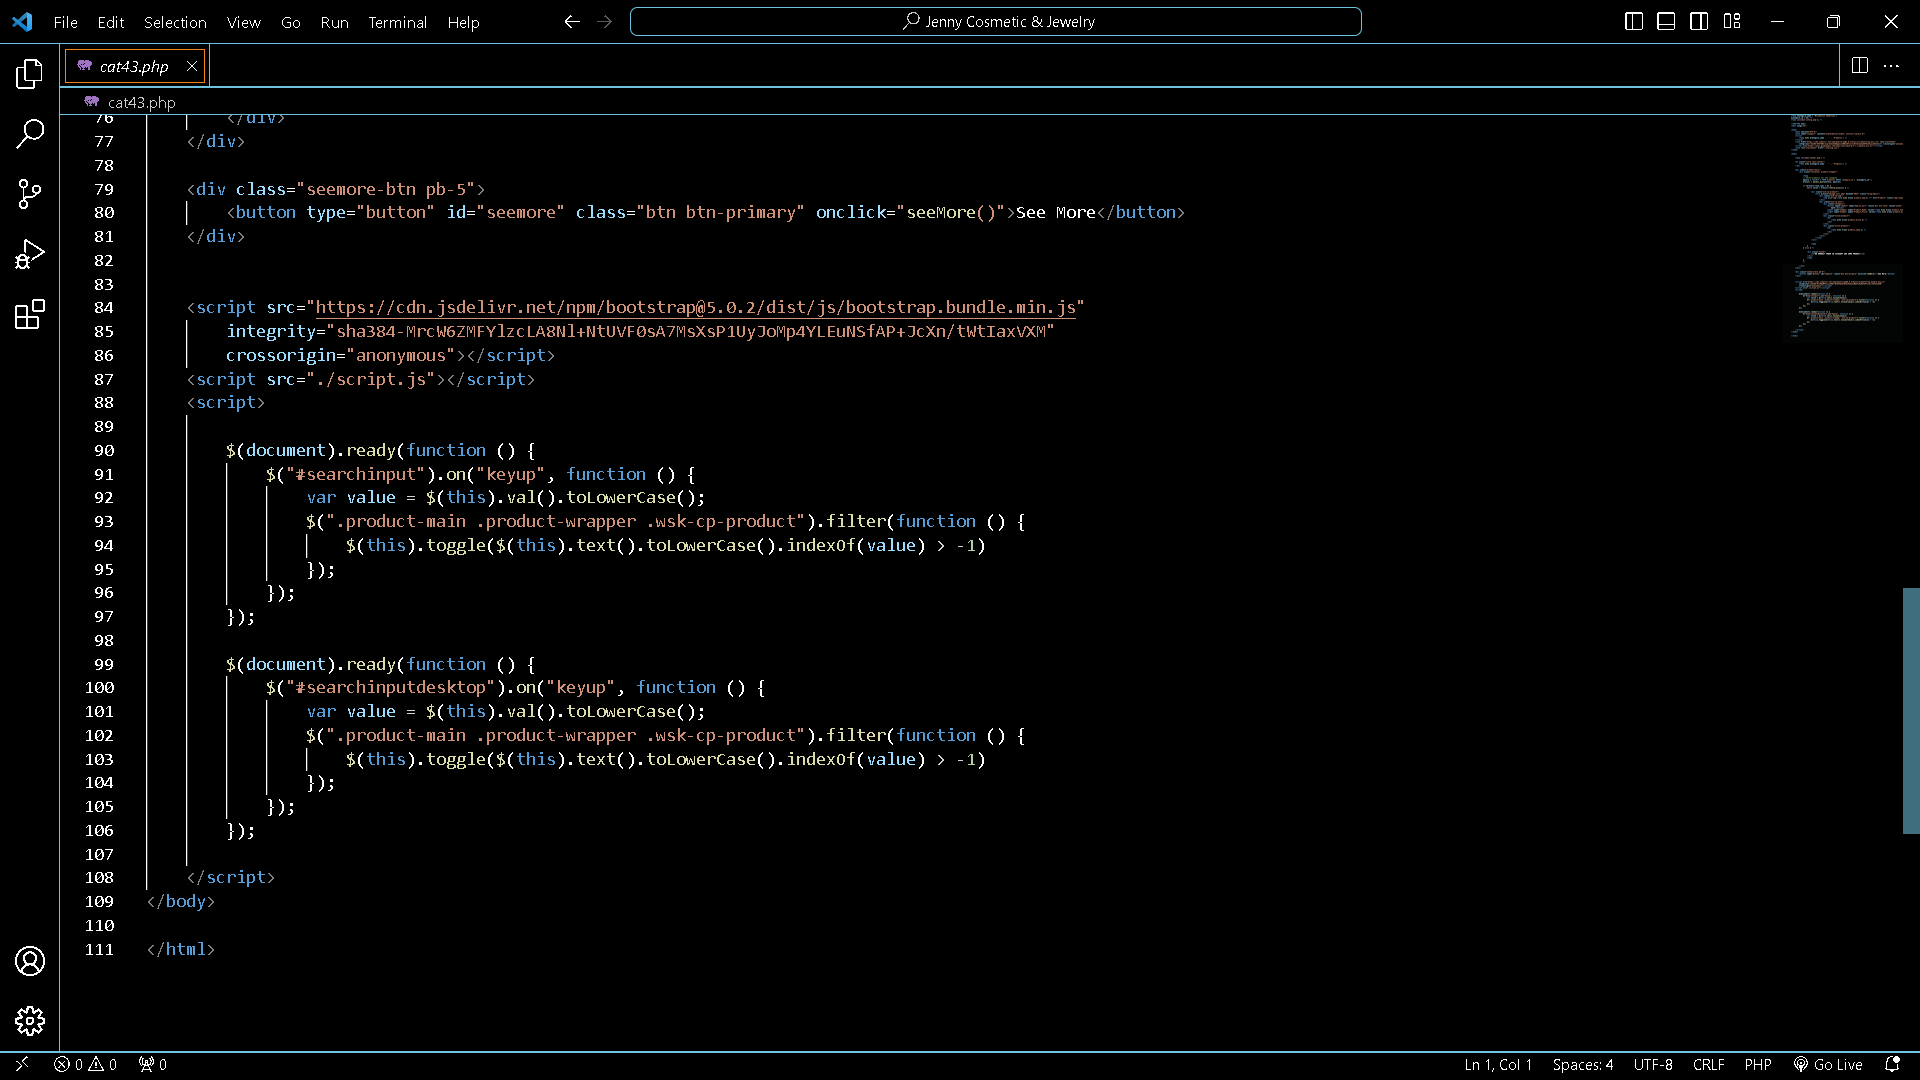 File Edit Selection View Go Run Terminal Help
Jenny Cosmetic & Jewelry
cat43.php
cat43.php
76 </div>
77 </div>
78
79 <div class="seemore-btn pb-5">
80 <button type="button" id="seemore" class="btn btn-primary" onclick="seeMore()">See More</button>
81 </div>
82
83
84 <script src="https://cdn.jsdelivr.net/npm/bootstrap@5.0.2/dist/js/bootstrap.bundle.min.js"
85 integrity="sha384-MrcW6ZMFYlzcLA8Nl+NtUVF0sA7MsXsP1UyJoMp4YLEuNSfAP+JcXn/tWtIaxVXM"
86 crossorigin="anonymous"></script>
87 <script src="./script.js"></script>
88 <script>
89
90 $(document).ready(function () {
91 $("#searchinput").on("keyup", function () {
92 var value = $(this).val().toLowerCase();
93 $(".product-main .product-wrapper .wsk-cp-product").filter(function () {
94 $(this).toggle($(this).text().toLowerCase().indexOf(value) > -1)
95 });
96 });
97 });
98
99 $(document).ready(function () {
100 $("#searchinputdesktop").on("keyup", function () {
101 var value = $(this).val().toLowerCase();
102 $(".product-main .product-wrapper .wsk-cp-product").filter(function () {
103 $(this).toggle($(this).text().toLowerCase().indexOf(value) > -1)
104 });
105 });
106 });
107
108 </script>
109 </body>
110
111 </html>
0 0 0 Ln 1, Col 1 Spaces: 4 UTF-8 CRLF PHP Go Live